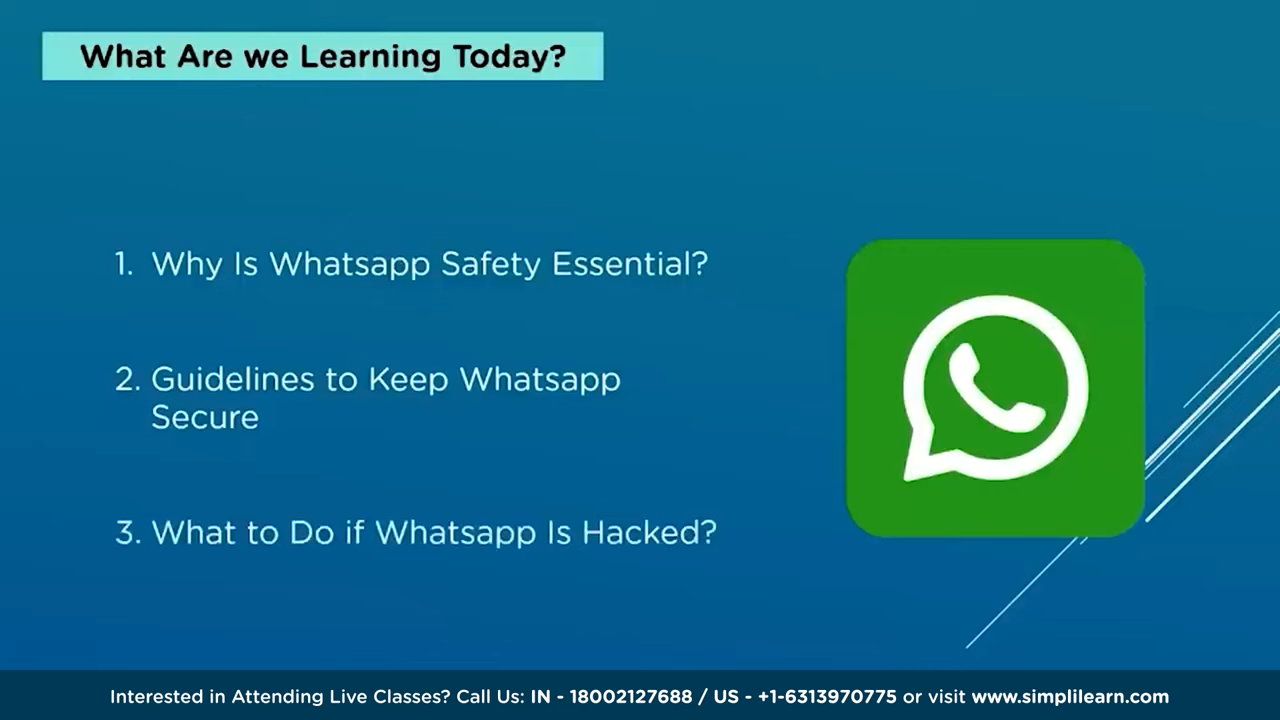 What Are we Learning Today?
1. Why Is Whatsapp Safety Essential?
2. Guidelines to Keep Whatsapp
Secure
3. What to Do if Whatsapp Is Hacked?
Interested in Attending Live Classes? Call Us: IN - 18002127688 / US - +1-6313970775 or visit www.simplilearn.com